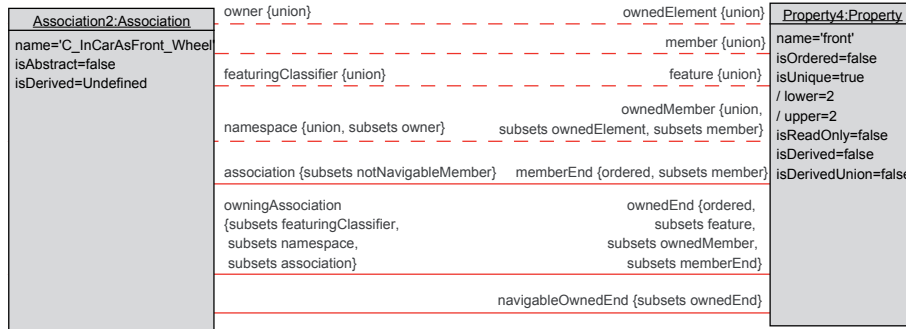 Association2:Association
name='C_InCarAsFront_Wheel'
isAbstract=false
isDerived=Undefined
owner {union}
ownedElement {union}
member {union}
featuringClassifier {union}
feature {union}
ownedMember {union,
namespace {union, subsets owner}
subsets ownedElement, subsets member}
association {subsets notNavigableMember}
memberEnd {ordered, subsets member}
owningAssociation
{subsets featuringClassifier,
subsets namespace,
subsets association}
ownedEnd {ordered,
subsets feature,
subsets ownedMember,
subsets memberEnd}
navigableOwnedEnd {subsets ownedEnd}
Property4:Property
name='front'
isOrdered=false
isUnique=true
/ lower=2
/ upper=2
isReadOnly=false
isDerived=false
isDerivedUnion=false